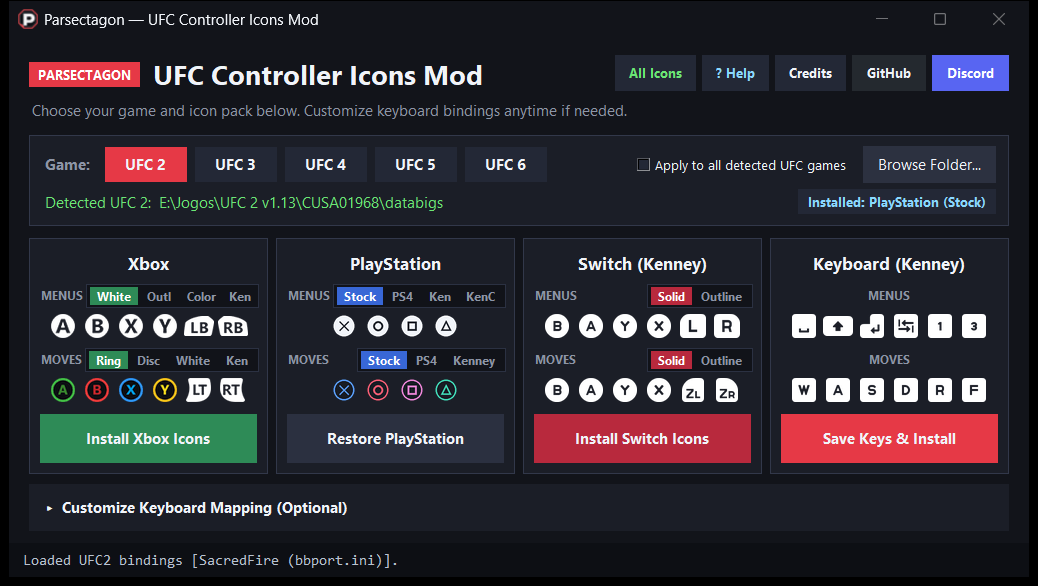 Parsectagon — UFC Controller Icons Mod
PARSECTAGON UFC Controller Icons Mod All Icons ? Help Credits GitHub Discord
Choose your game and icon pack below. Customize keyboard bindings anytime if needed.
Game: UFC 2 UFC 3 UFC 4 UFC 5 UFC 6 Apply to all detected UFC games Browse Folder...
Detected UFC 2: E:\Jogos\UFC 2 v1.13\CUSA01968\databigs Installed: PlayStation (Stock)
Xbox
MENUS White Outl Color Ken
A B X Y LB RB
MOVES Ring Disc White Ken
A B X Y LT RT
Install Xbox Icons
PlayStation
MENUS Stock PS4 Ken KenC
MOVES Stock PS4 Kenney
Restore PlayStation
Switch (Kenney)
MENUS Solid Outline
B A Y X L R
MOVES Solid Outline
B A Y X ZL ZR
Install Switch Icons
Keyboard (Kenney)
MENUS
1 3
MOVES
W A S D R F
Save Keys & Install
▸ Customize Keyboard Mapping (Optional)
Loaded UFC2 bindings [SacredFire (bbport.ini)].